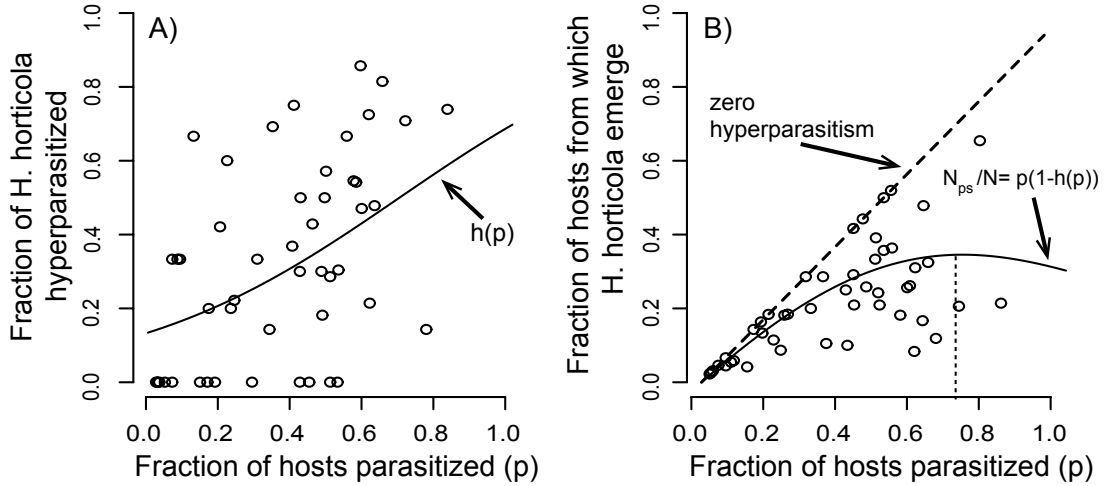 A)
Fraction of H. horticola
hyperparasitized
1.0
0.8
0.6
0.4
0.2
0.0
h(p)
0.0 0.2 0.4 0.6 0.8 1.0
Fraction of hosts parasitized (p)
B)
Fraction of hosts from which
H. horticola emerge
1.0
0.8
0.6
0.4
0.2
0.0
zero
hyperparasitism
Nps/N= p(1-h(p))
0.0 0.2 0.4 0.6 0.8 1.0
Fraction of hosts parasitized (p)